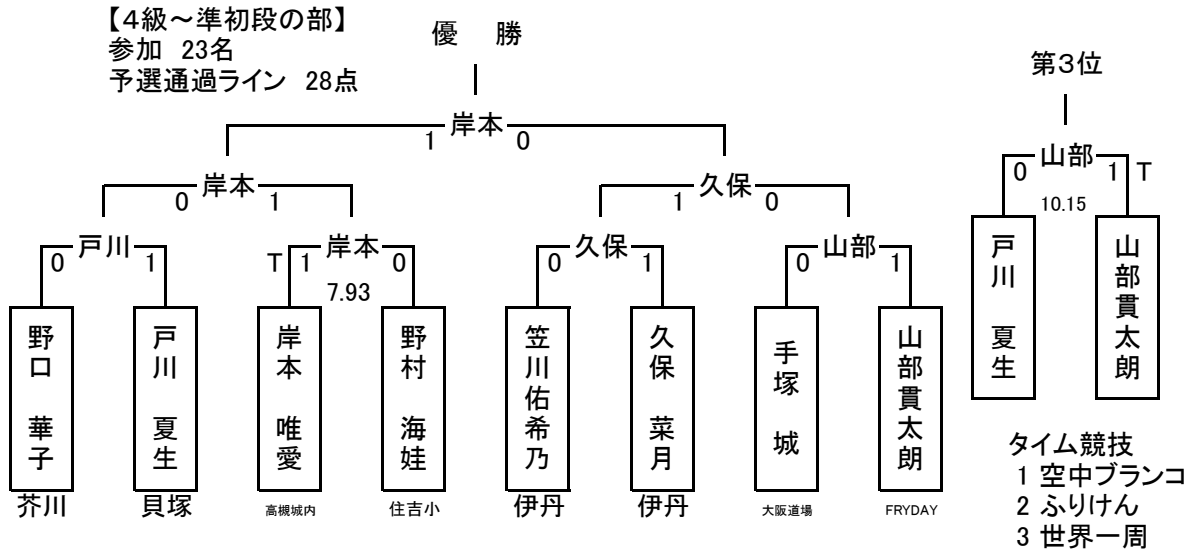 【4級～準初段の部】
参加 23名
予選通過ライン 28点
優 勝
第3位
1 岸本 0
0 岸本 1
1 久保 0
0 山部 1 T
10.15
0 戸川 1
T 1 岸本 0
7.93
0 久保 1
0 山部 1
野口 華子
戸川 夏生
岸本 唯愛
野村 海娃
笠川佑希乃
久保 菜月
手塚 城
山部貫太朗
戸川 夏生
山部貫太朗
芥川
貝塚
高槻城内
住吉小
伊丹
伊丹
大阪道場
FRYDAY
タイム競技
1 空中ブランコ
2 ふりけん
3 世界一周